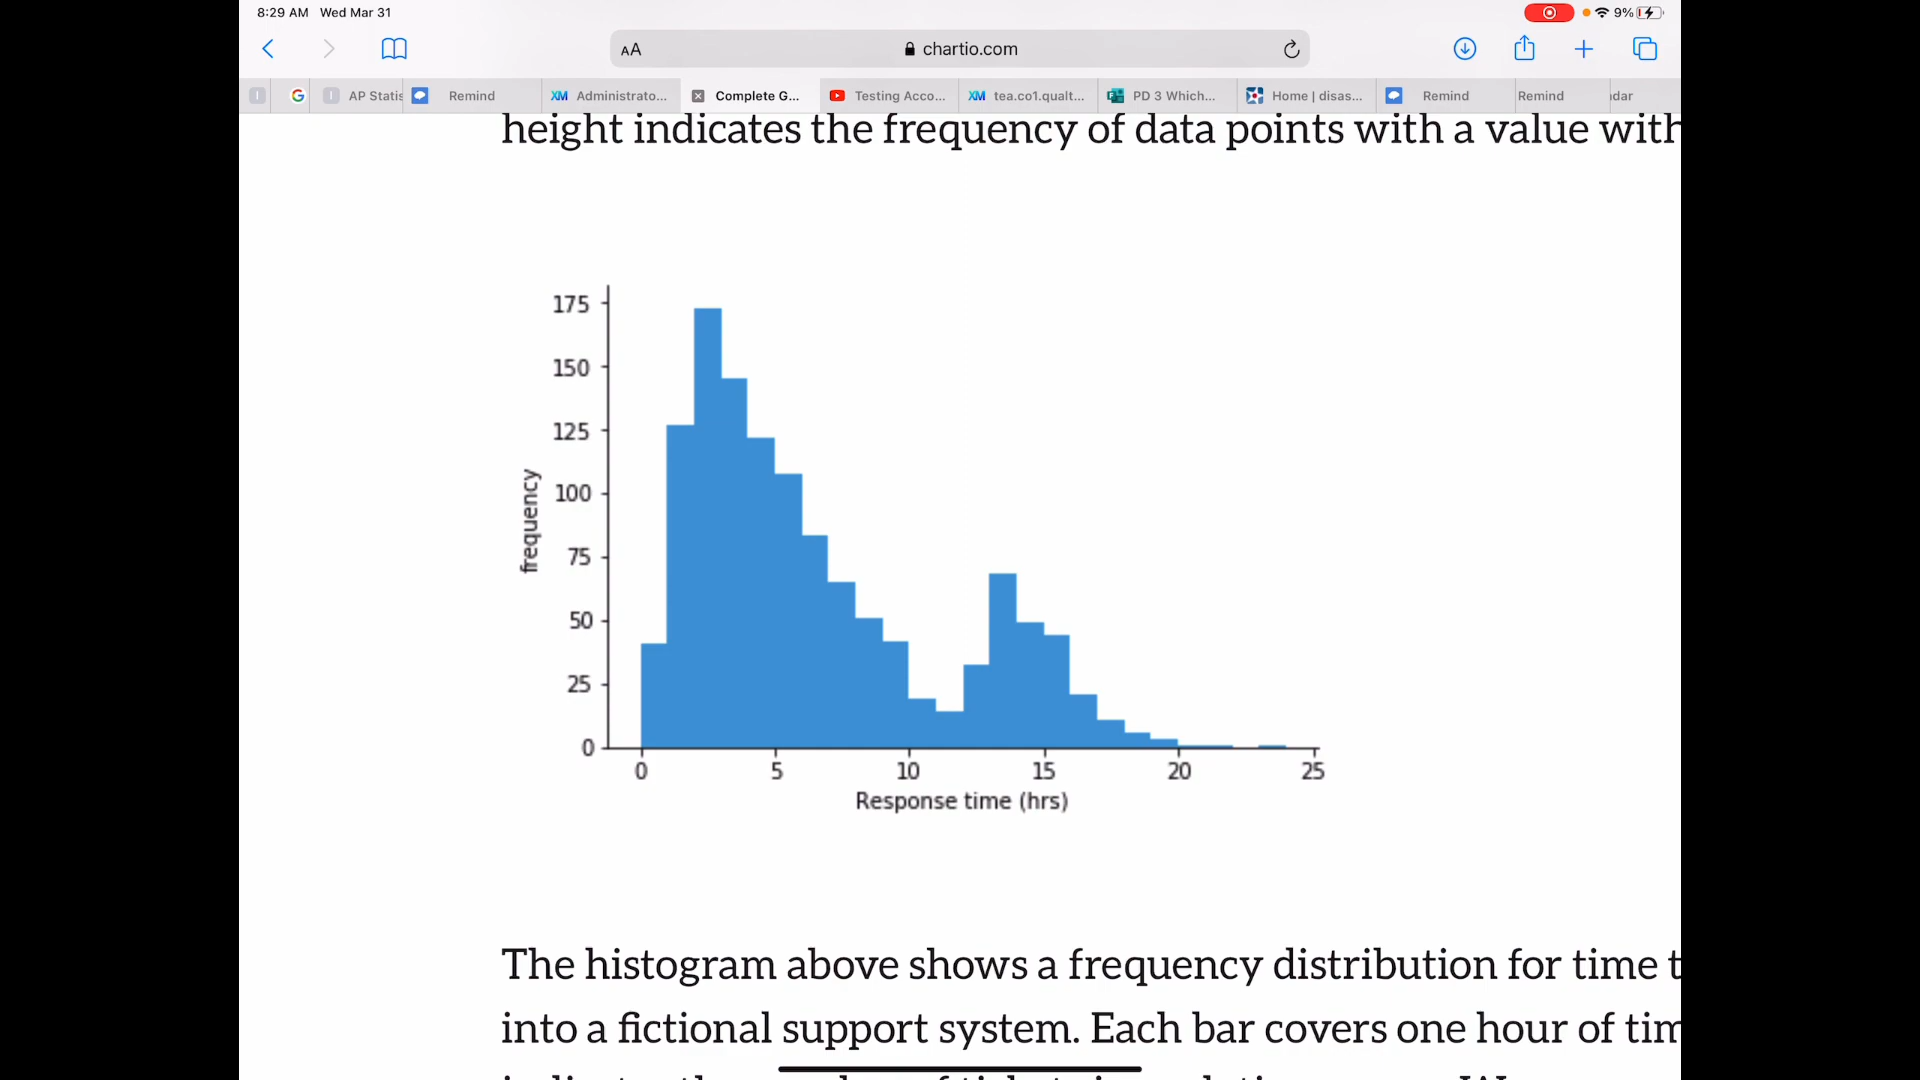 8:29 AM Wed Mar 31
9%
AA
chartio.com
AP Statis
Remind
XM Administrato...
Complete G...
Testing Acco...
XM tea.co1.qualt...
PD 3 Which...
Home | disas...
Remind
Remind
ndar
height indicates the frequency of data points with a value with
175
150
125
100
75
50
25
0
frequency
0 5 10 15 20 25
Response time (hrs)
The histogram above shows a frequency distribution for time t
into a fictional support system. Each bar covers one hour of tim